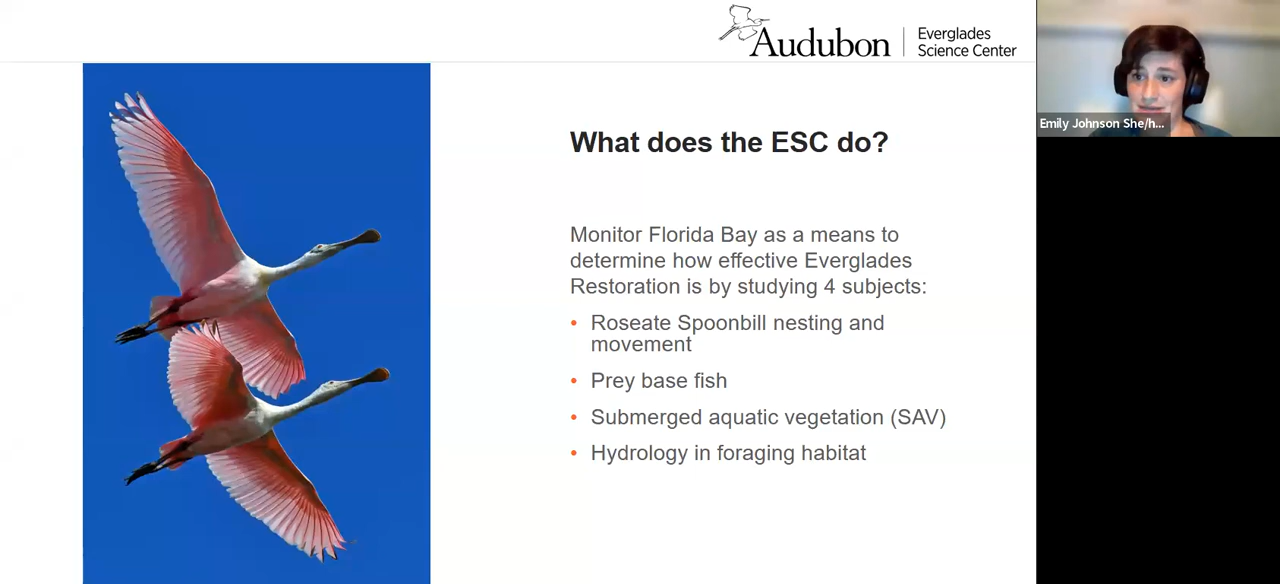 Audubon
Everglades
Science Center
Emily Johnson She/h...
What does the ESC do?
Monitor Florida Bay as a means to
determine how effective Everglades
Restoration is by studying 4 subjects:
• Roseate Spoonbill nesting and
movement
• Prey base fish
• Submerged aquatic vegetation (SAV)
• Hydrology in foraging habitat